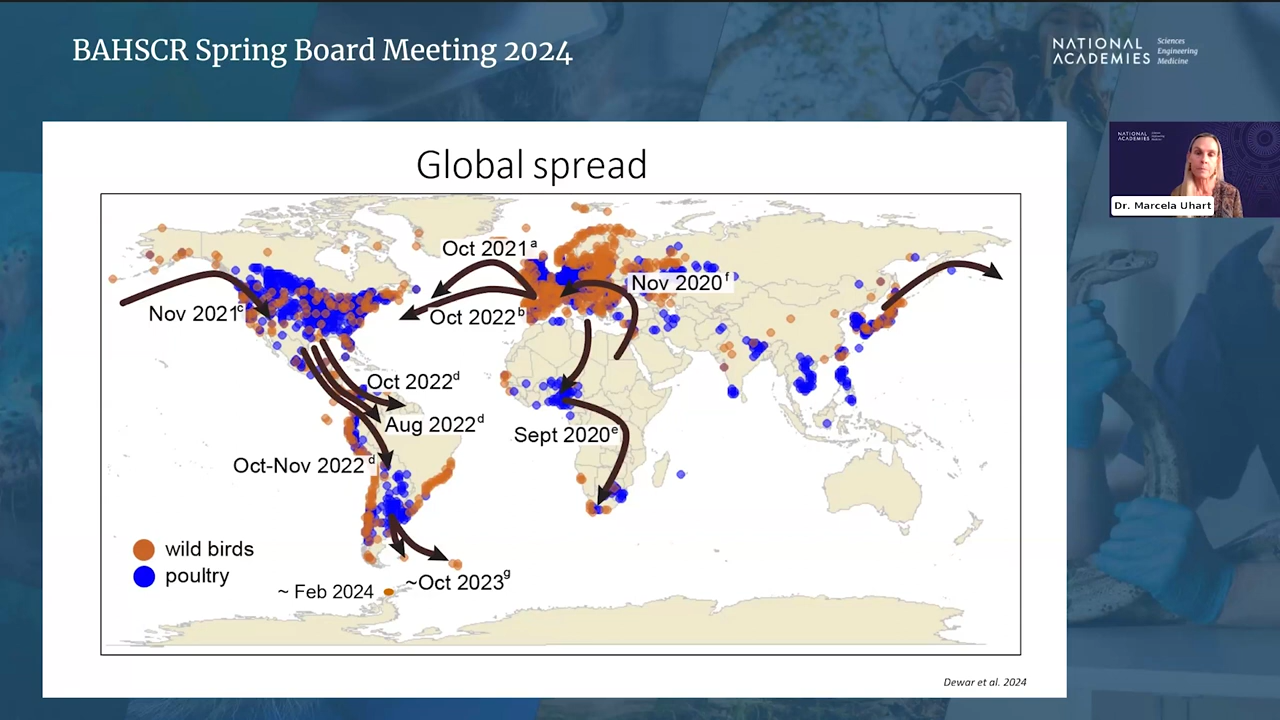 BAHSCR Spring Board Meeting 2024
NATIONAL ACADEMIES
Sciences
Engineering
Medicine
NATIONAL ACADEMIES
Dr. Marcela Uhart
Global spread
Oct 2021ᵃ
Nov 2020ᶠ
Nov 2021ᶜ
Oct 2022ᵇ
Oct 2022ᵈ
Aug 2022ᵈ
Sept 2020ᵉ
Oct-Nov 2022ᵈ
wild birds
poultry
~Oct 2023ᵍ
~ Feb 2024
Dewar et al. 2024